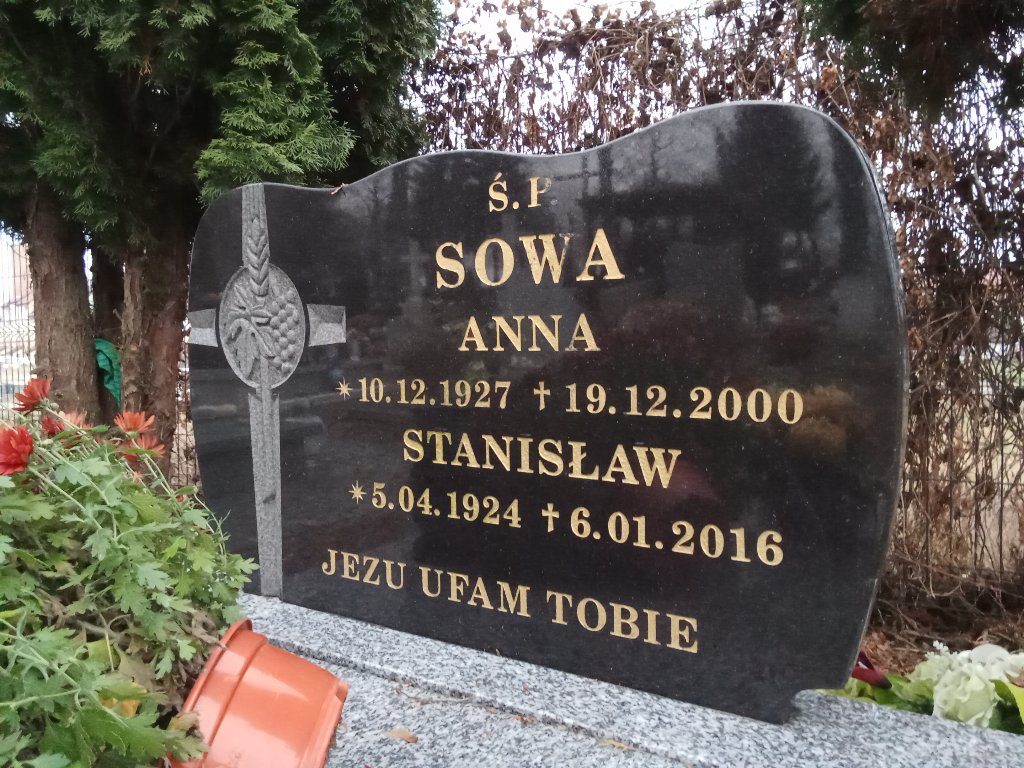 Ś.P
SOWA
ANNA
* 10.12.1927 † 19.12.2000
STANISŁAW
* 5.04.1924 † 6.01.2016
JEZU UFAM TOBIE